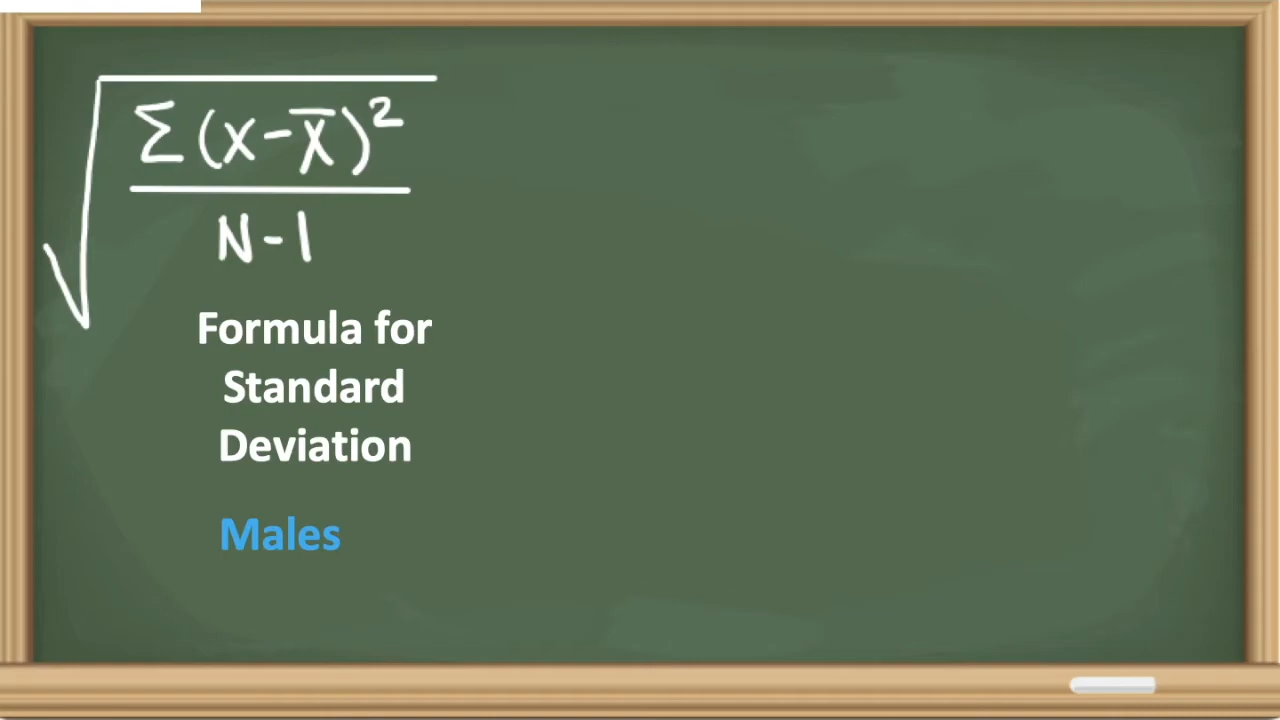 √
Σ (x-x̅)²
N-1
Formula for
Standard
Deviation
Males